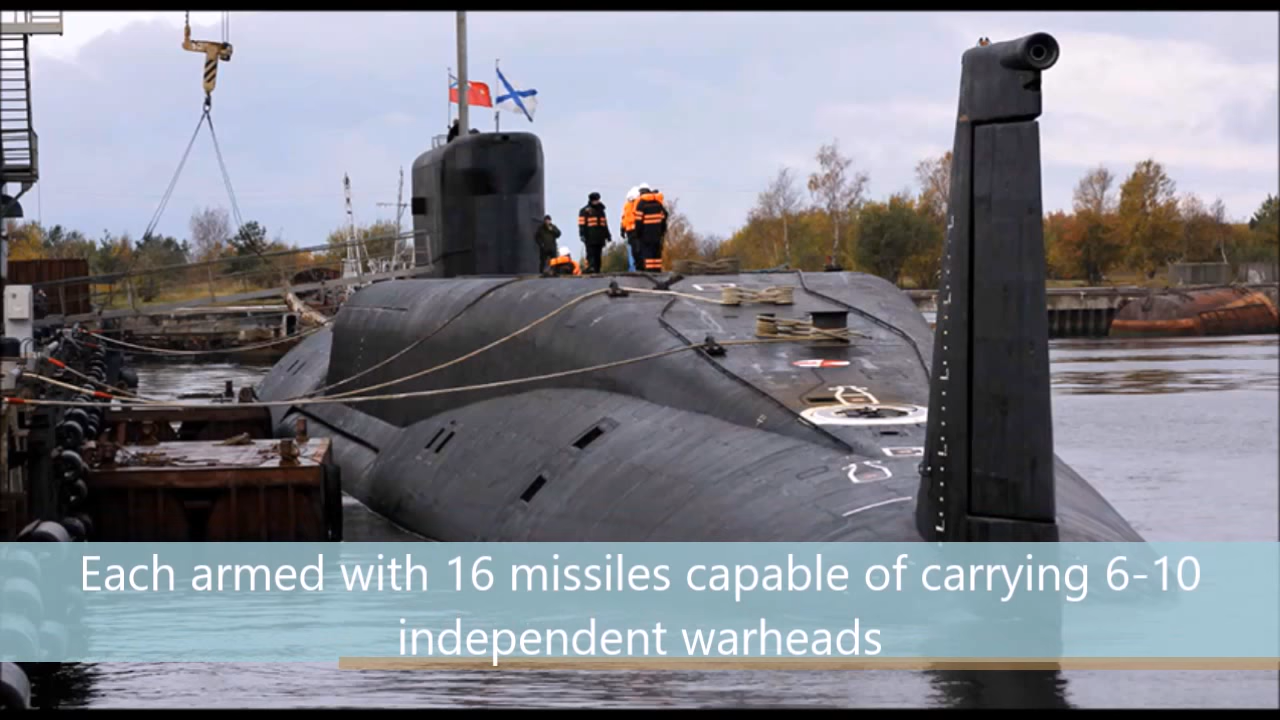 Each armed with 16 missiles capable of carrying 6-10
independent warheads